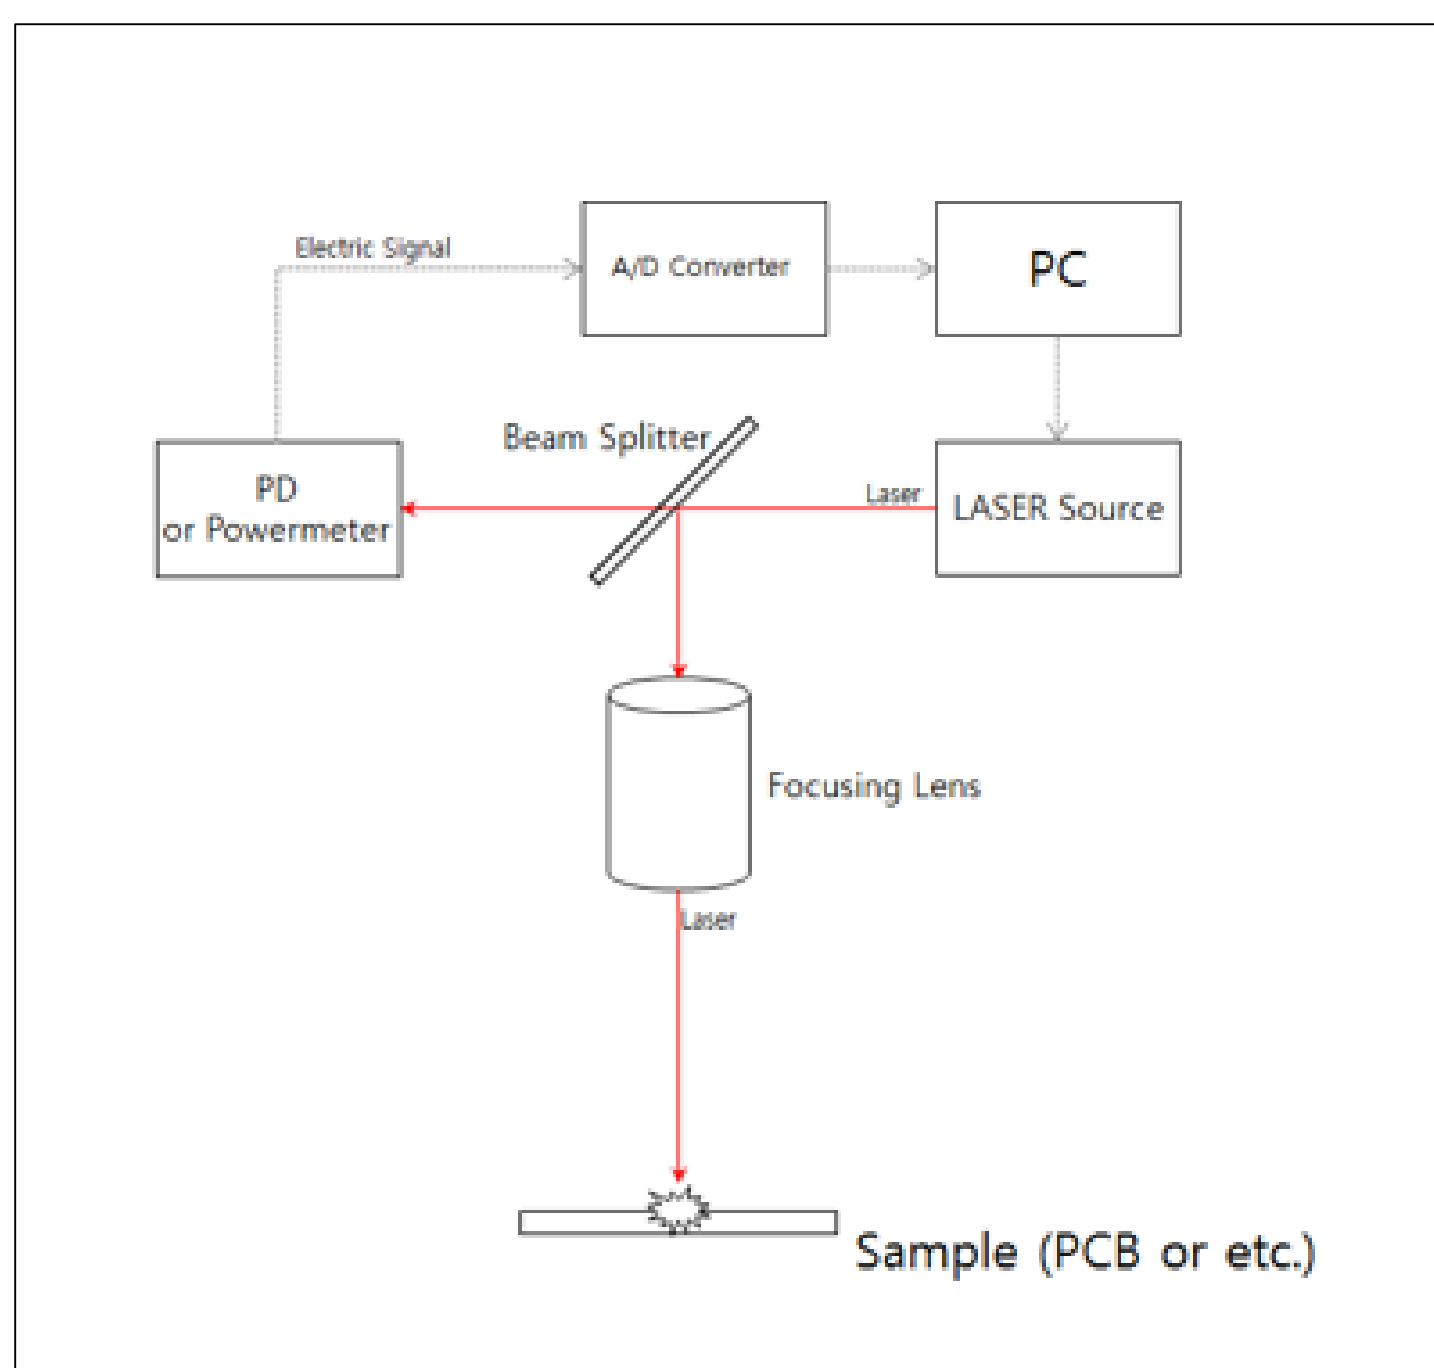 Electric Signal
A/D Converter
PC
Beam Splitter
PD
or Powermeter
Laser
LASER Source
Focusing Lens
Laser
Sample (PCB or etc.)